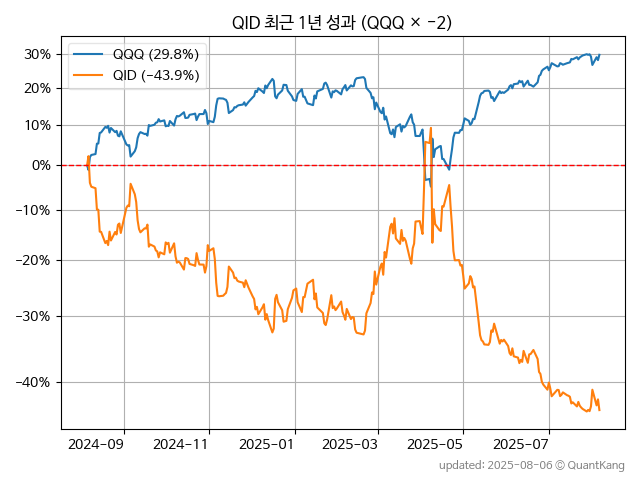 QID 최근 1년 성과 (QQQ × −2)
QQQ (29.8%)
QID (−43.9%)
30%
20%
10%
0%
−10%
−20%
−30%
−40%
2024-09 2024-11 2025-01 2025-03 2025-05 2025-07
updated: 2025-08-06 © QuantKang